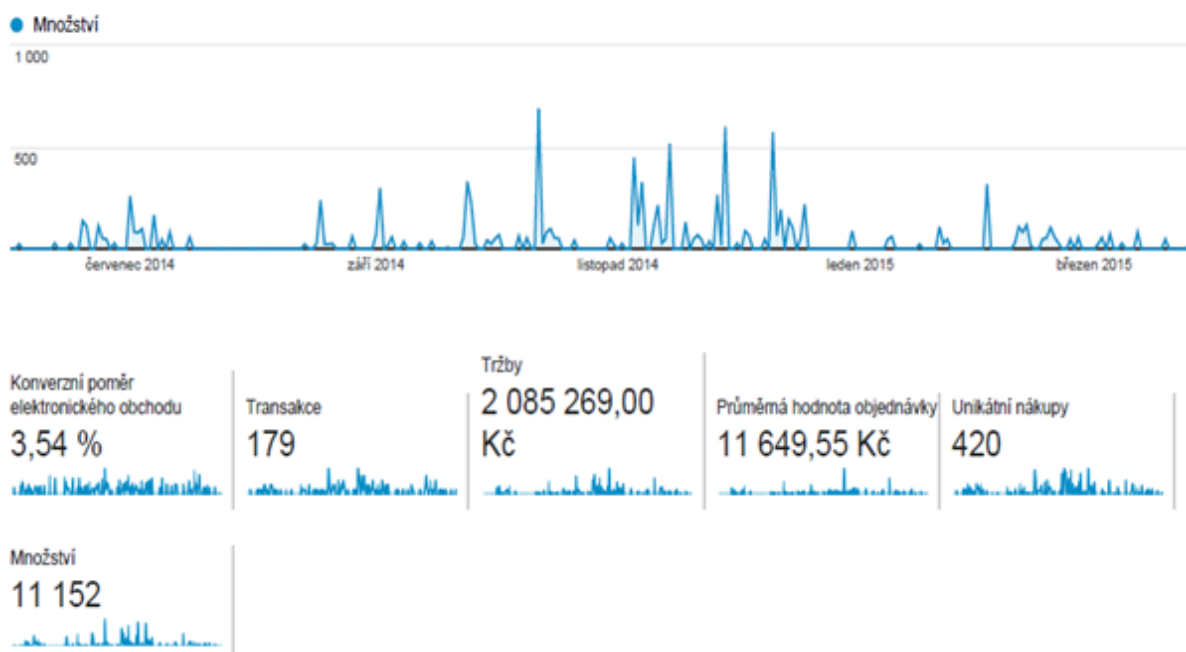 Množství
1 000
500
červenec 2014
září 2014
listopad 2014
leden 2015
březen 2015
Konverzní poměr
elektronického obchodu
3,54 %
Transakce
179
Tržby
2 085 269,00
Kč
Průměrná hodnota objednávky
11 649,55 Kč
Unikátní nákupy
420
Množství
11 152